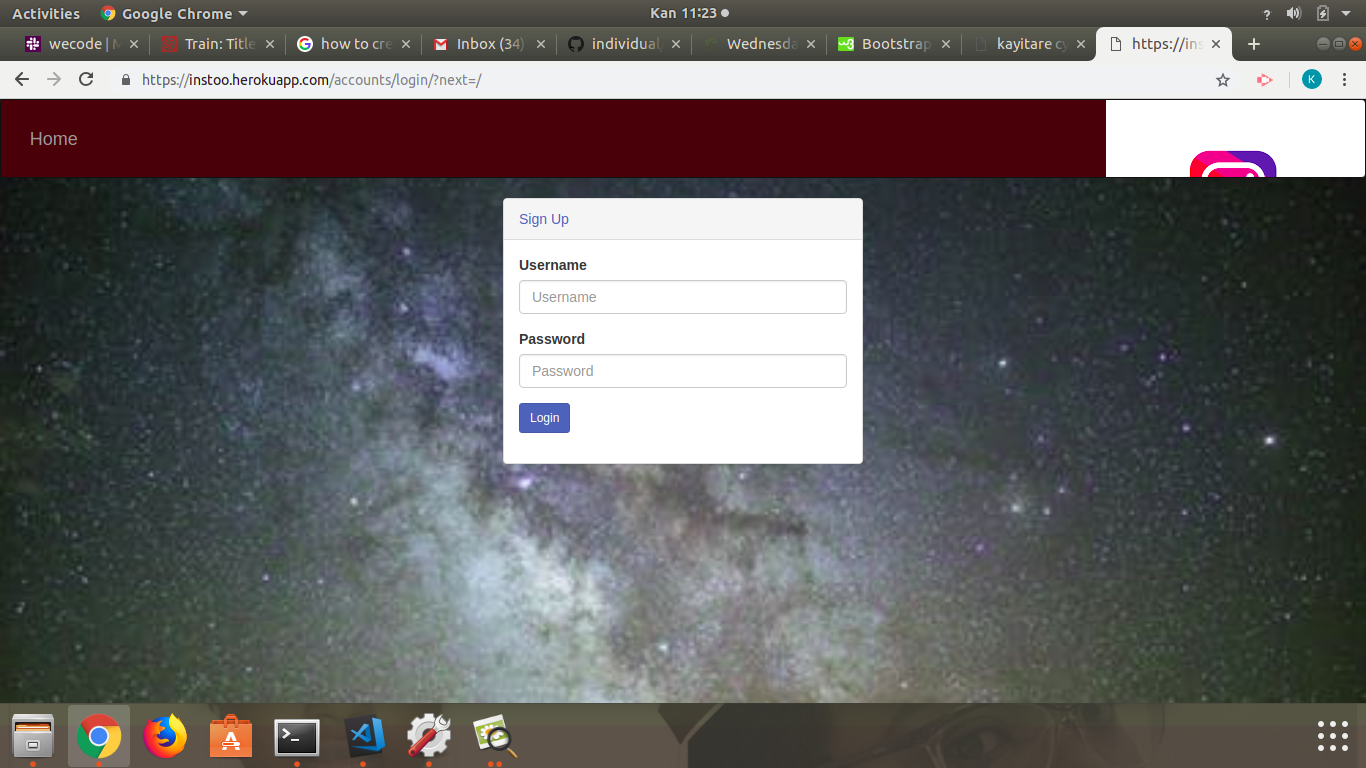 Activities Google Chrome Kan 11:23
wecode | Train: Title how to cre Inbox (34) individual Wednesda Bootstrap kayitare cy https://ins
https://instoo.herokuapp.com/accounts/login/?next=/ K
Home
Sign Up
Username
Username
Password
Password
Login